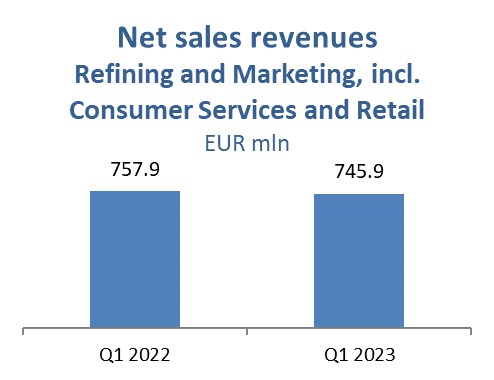 Net sales revenues
Refining and Marketing, incl.
Consumer Services and Retail
EUR mln
757.9
745.9
Q1 2022
Q1 2023